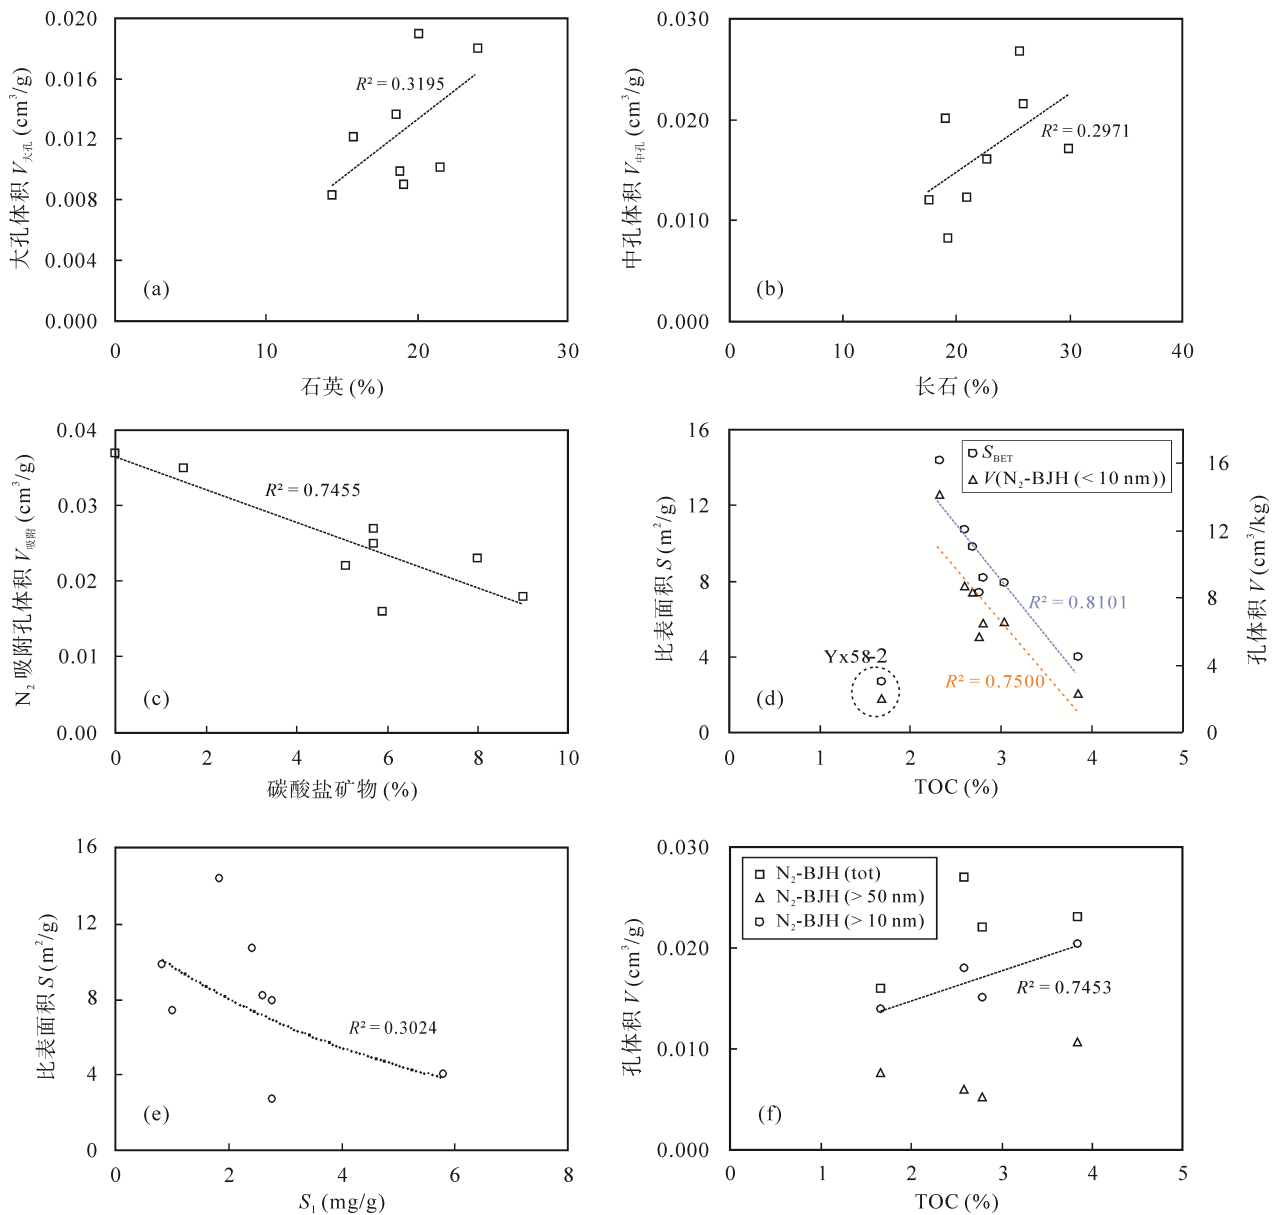 0.020
0.016
0.012
0.008
0.004
0.000
大孔体积 V大孔 (cm³/g)
R² = 0.3195
(a)
0
10
20
30
石英 (%)
0.030
0.020
0.010
0.000
中孔体积 V中孔 (cm³/g)
R² = 0.2971
(b)
0
10
20
30
40
长石 (%)
0.04
0.03
0.02
0.01
0.00
N₂ 吸附孔体积 V吸附 (cm³/g)
R² = 0.7455
(c)
0
2
4
6
8
10
碳酸盐矿物 (%)
16
12
8
4
0
比表面积 S (m²/g)
S_BET
V(N₂-BJH (< 10 nm))
R² = 0.8101
Yx58-2
R² = 0.7500
(d)
16
12
8
4
0
孔体积 V (cm³/kg)
0
1
2
3
4
5
TOC (%)
16
12
8
4
0
比表面积 S (m²/g)
R² = 0.3024
(e)
0
2
4
6
8
S₁ (mg/g)
0.030
0.020
0.010
0.000
孔体积 V (cm³/g)
N₂-BJH (tot)
N₂-BJH (> 50 nm)
N₂-BJH (> 10 nm)
R² = 0.7453
(f)
0
1
2
3
4
5
TOC (%)